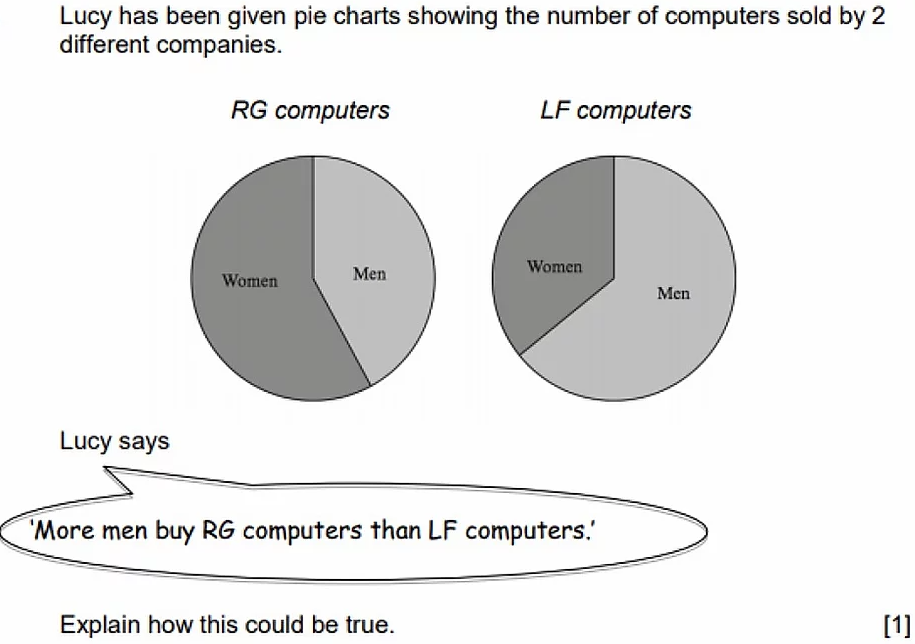 Lucy has been given pie charts showing the number of computers sold by 2
different companies.
RG computers
LF computers
Women
Men
Women
Men
Lucy says
'More men buy RG computers than LF computers.'
Explain how this could be true.
[1]